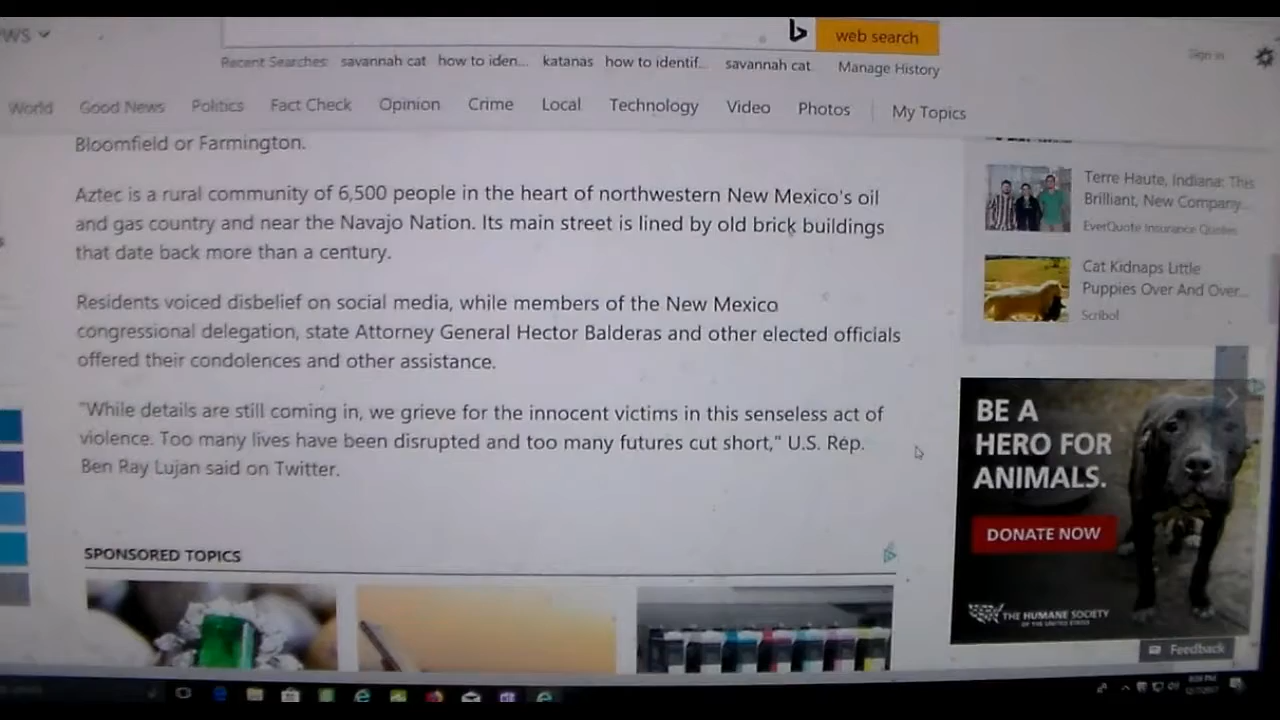 ws
web search
Sign in
Recent Searches: savannah cat how to iden... katanas how to identif... savannah cat Manage History
World Good News Politics Fact Check Opinion Crime Local Technology Video Photos My Topics
Bloomfield or Farmington.
Aztec is a rural community of 6,500 people in the heart of northwestern New Mexico's oil
and gas country and near the Navajo Nation. Its main street is lined by old brick buildings
that date back more than a century.
Residents voiced disbelief on social media, while members of the New Mexico
congressional delegation, state Attorney General Hector Balderas and other elected officials
offered their condolences and other assistance.
"While details are still coming in, we grieve for the innocent victims in this senseless act of
violence. Too many lives have been disrupted and too many futures cut short," U.S. Rep.
Ben Ray Lujan said on Twitter.
SPONSORED TOPICS
Terre Haute, Indiana: This
Brilliant, New Company...
EverQuote Insurance Quotes
Cat Kidnaps Little
Puppies Over And Over...
Scribol
BE A
HERO FOR
ANIMALS.
DONATE NOW
THE HUMANE SOCIETY
OF THE UNITED STATES
Feedback